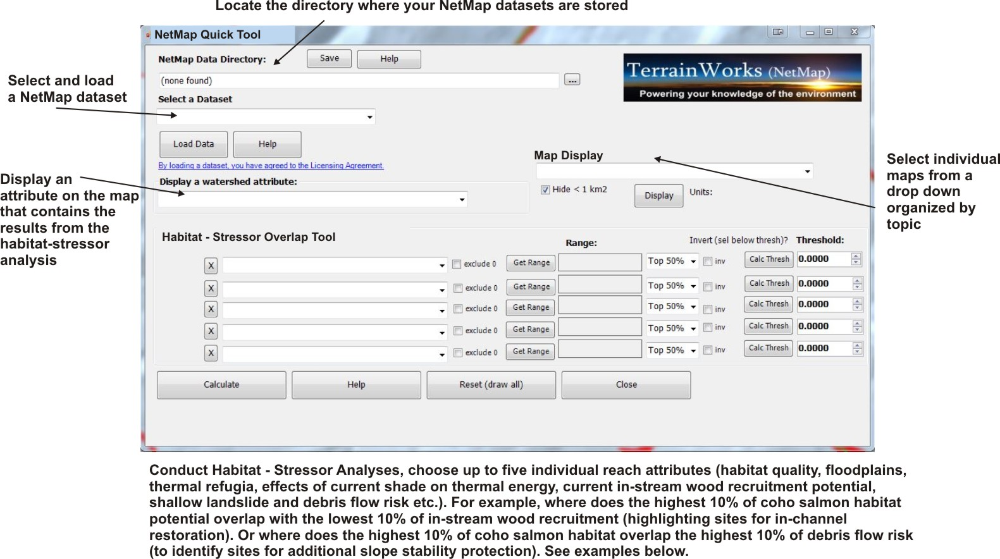 Locate the directory where your NetMap datasets are stored
NetMap Quick Tool
NetMap Data Directory:
Save
Help
(none found)
...
TerrainWorks (NetMap)
Powering your knowledge of the environment
Select and load
a NetMap dataset
Select a Dataset
Load Data
Help
By loading a dataset, you have agreed to the Licensing Agreement.
Display an
attribute on the map
that contains the
results from the
habitat-stressor
analysis
Display a watershed attribute:
Map Display
Hide < 1 km2
Display
Units:
Select individual
maps from a
drop down
organized by
topic
Habitat - Stressor Overlap Tool
Range:
Invert (sel below thresh)?
Threshold:
X exclude 0 Get Range Top 50% inv Calc Thresh 0.0000
X exclude 0 Get Range Top 50% inv Calc Thresh 0.0000
X exclude 0 Get Range Top 50% inv Calc Thresh 0.0000
X exclude 0 Get Range Top 50% inv Calc Thresh 0.0000
X exclude 0 Get Range Top 50% inv Calc Thresh 0.0000
Calculate
Help
Reset (draw all)
Close
Conduct Habitat - Stressor Analyses, choose up to five individual reach attributes (habitat quality, floodplains,
thermal refugia, effects of current shade on thermal energy, current in-stream wood recruitment potential,
shallow landslide and debris flow risk etc.). For example, where does the highest 10% of coho salmon habitat
potential overlap with the lowest 10% of in-stream wood recruitment (highlighting sites for in-channel
restoration). Or where does the highest 10% of coho salmon habitat overlap the highest 10% of debris flow risk
(to identify sites for additional slope stability protection). See examples below.